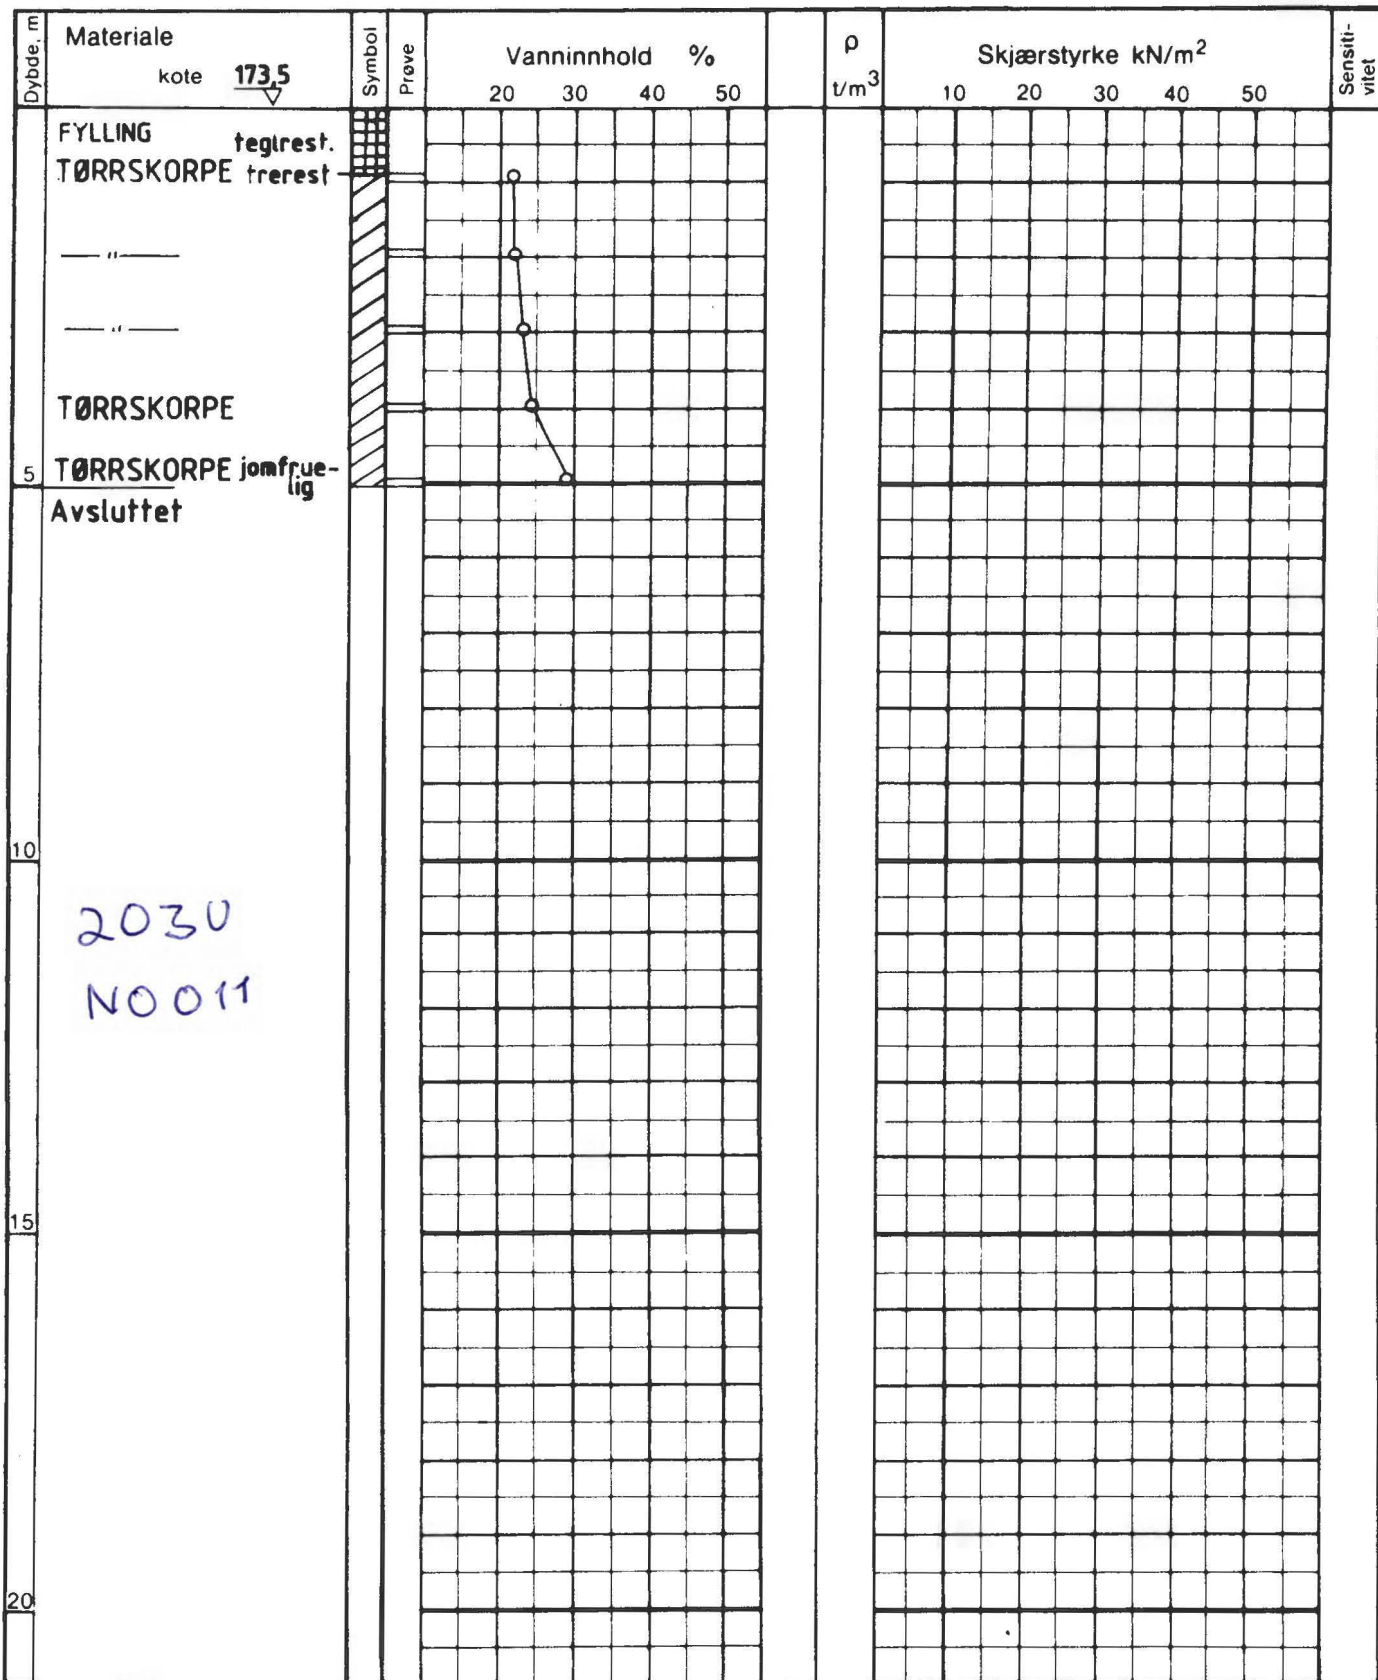 Dybde, m
Materiale
kote 173,5
Symbol
Prøve
Vanninnhold %
20 30 40 50
ρ
t/m³
Skjærstyrke kN/m²
10 20 30 40 50
Sensiti-
vitet
FYLLING teglrest.
TØRRSKORPE trerest
— " —
— " —
TØRRSKORPE
TØRRSKORPE jomfrue-
lig
5
Avsluttet
10
203U
NO011
15
20